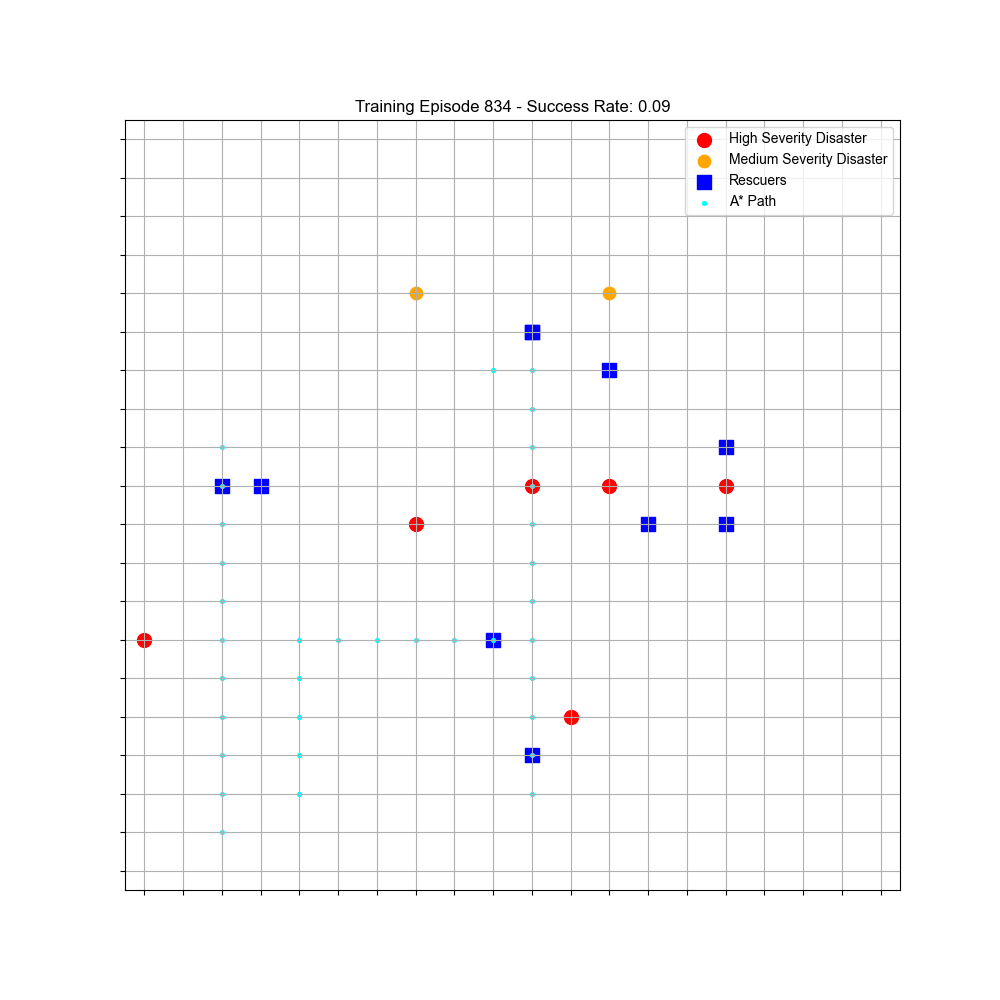 Training Episode 834 - Success Rate: 0.09
High Severity Disaster
Medium Severity Disaster
Rescuers
A* Path